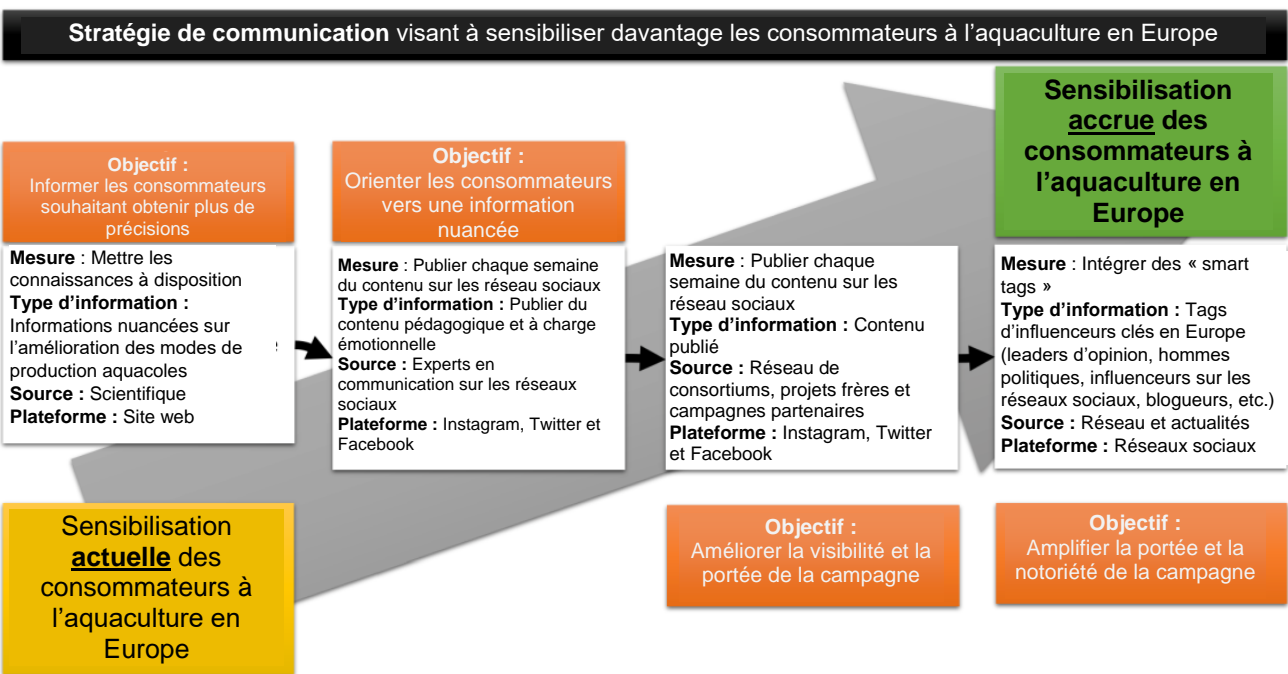 Stratégie de communication visant à sensibiliser davantage les consommateurs à l’aquaculture en Europe
Objectif :
Informer les consommateurs
souhaitant obtenir plus de
précisions
Mesure : Mettre les
connaissances à disposition
Type d’information :
Informations nuancées sur
l’amélioration des modes de
production aquacoles
Source : Scientifique
Plateforme : Site web
Objectif :
Orienter les consommateurs
vers une information
nuancée
Mesure : Publier chaque semaine
du contenu sur les réseau sociaux
Type d’information : Publier du
contenu pédagogique et à charge
émotionnelle
Source : Experts en
communication sur les réseaux
sociaux
Plateforme : Instagram, Twitter et
Facebook
Mesure : Publier chaque
semaine du contenu sur les
réseau sociaux
Type d’information : Contenu
publié
Source : Réseau de
consortiums, projets frères et
campagnes partenaires
Plateforme : Instagram, Twitter
et Facebook
Objectif :
Améliorer la visibilité et la
portée de la campagne
Sensibilisation
accrue des
consommateurs à
l’aquaculture en
Europe
Mesure : Intégrer des « smart
tags »
Type d’information : Tags
d’influenceurs clés en Europe
(leaders d’opinion, hommes
politiques, influenceurs sur les
réseaux sociaux, blogueurs, etc.)
Source : Réseau et actualités
Plateforme : Réseaux sociaux
Objectif :
Amplifier la portée et la
notoriété de la campagne
Sensibilisation
actuelle des
consommateurs à
l’aquaculture en
Europe